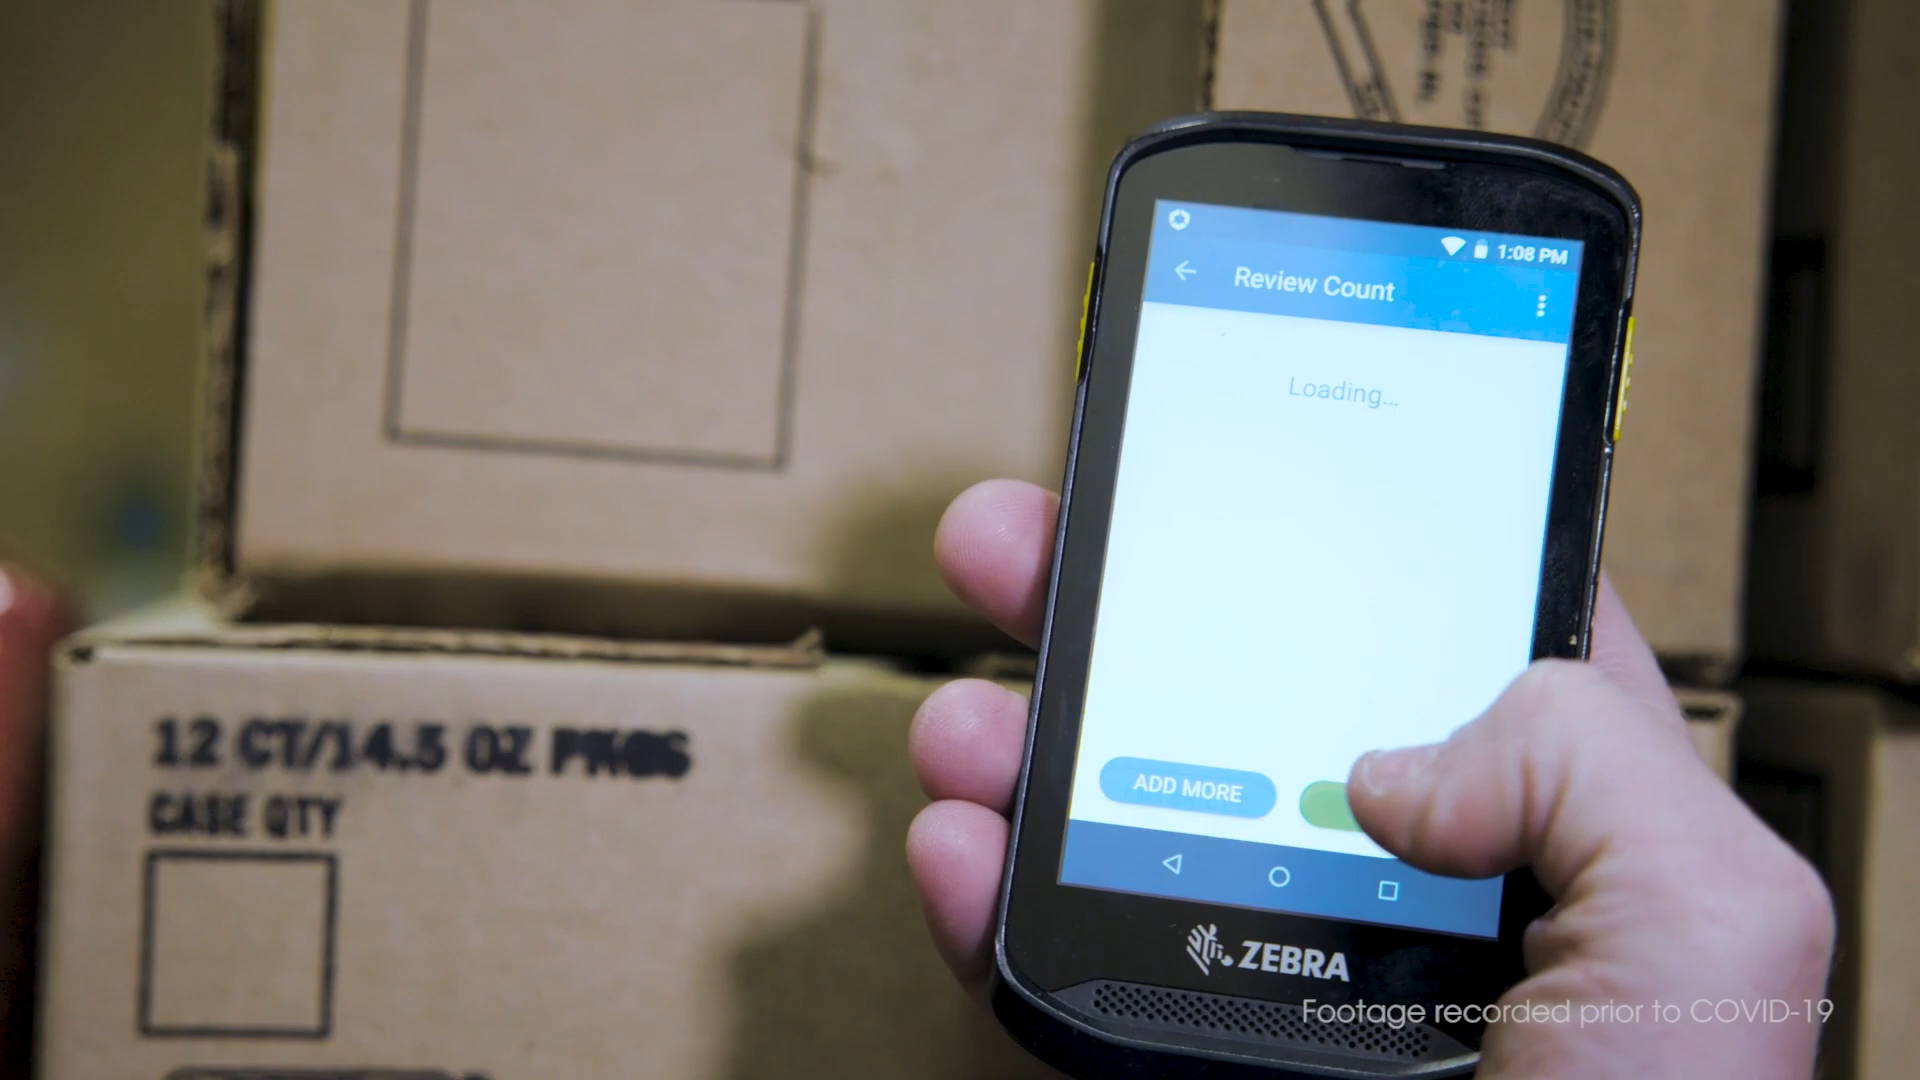 1:08 PM
Review Count
Loading...
ADD MORE
ZEBRA
12 CT/14.5 OZ PKGS
CASE QTY
Footage recorded prior to COVID-19